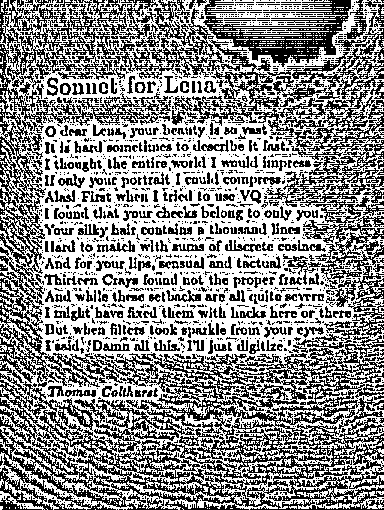 Sonnet for Lena
O dear Lena, your beauty is so vast
It is hard sometimes to describe it fast.
I thought the entire world I would impress
If only your portrait I could compress.
Alas! First when I tried to use VQ
I found that your cheeks belong to only you.
Your silky hair contains a thousand lines
Hard to match with sums of discrete cosines.
And for your lips, sensual and tactual
Thirteen Crays found not the proper fractal.
And while these setbacks are all quite severe
I might have fixed them with hacks here or there
But when filters took sparkle from your eyes
I said, 'Damn all this. I'll just digitize.'
Thomas Colthurst